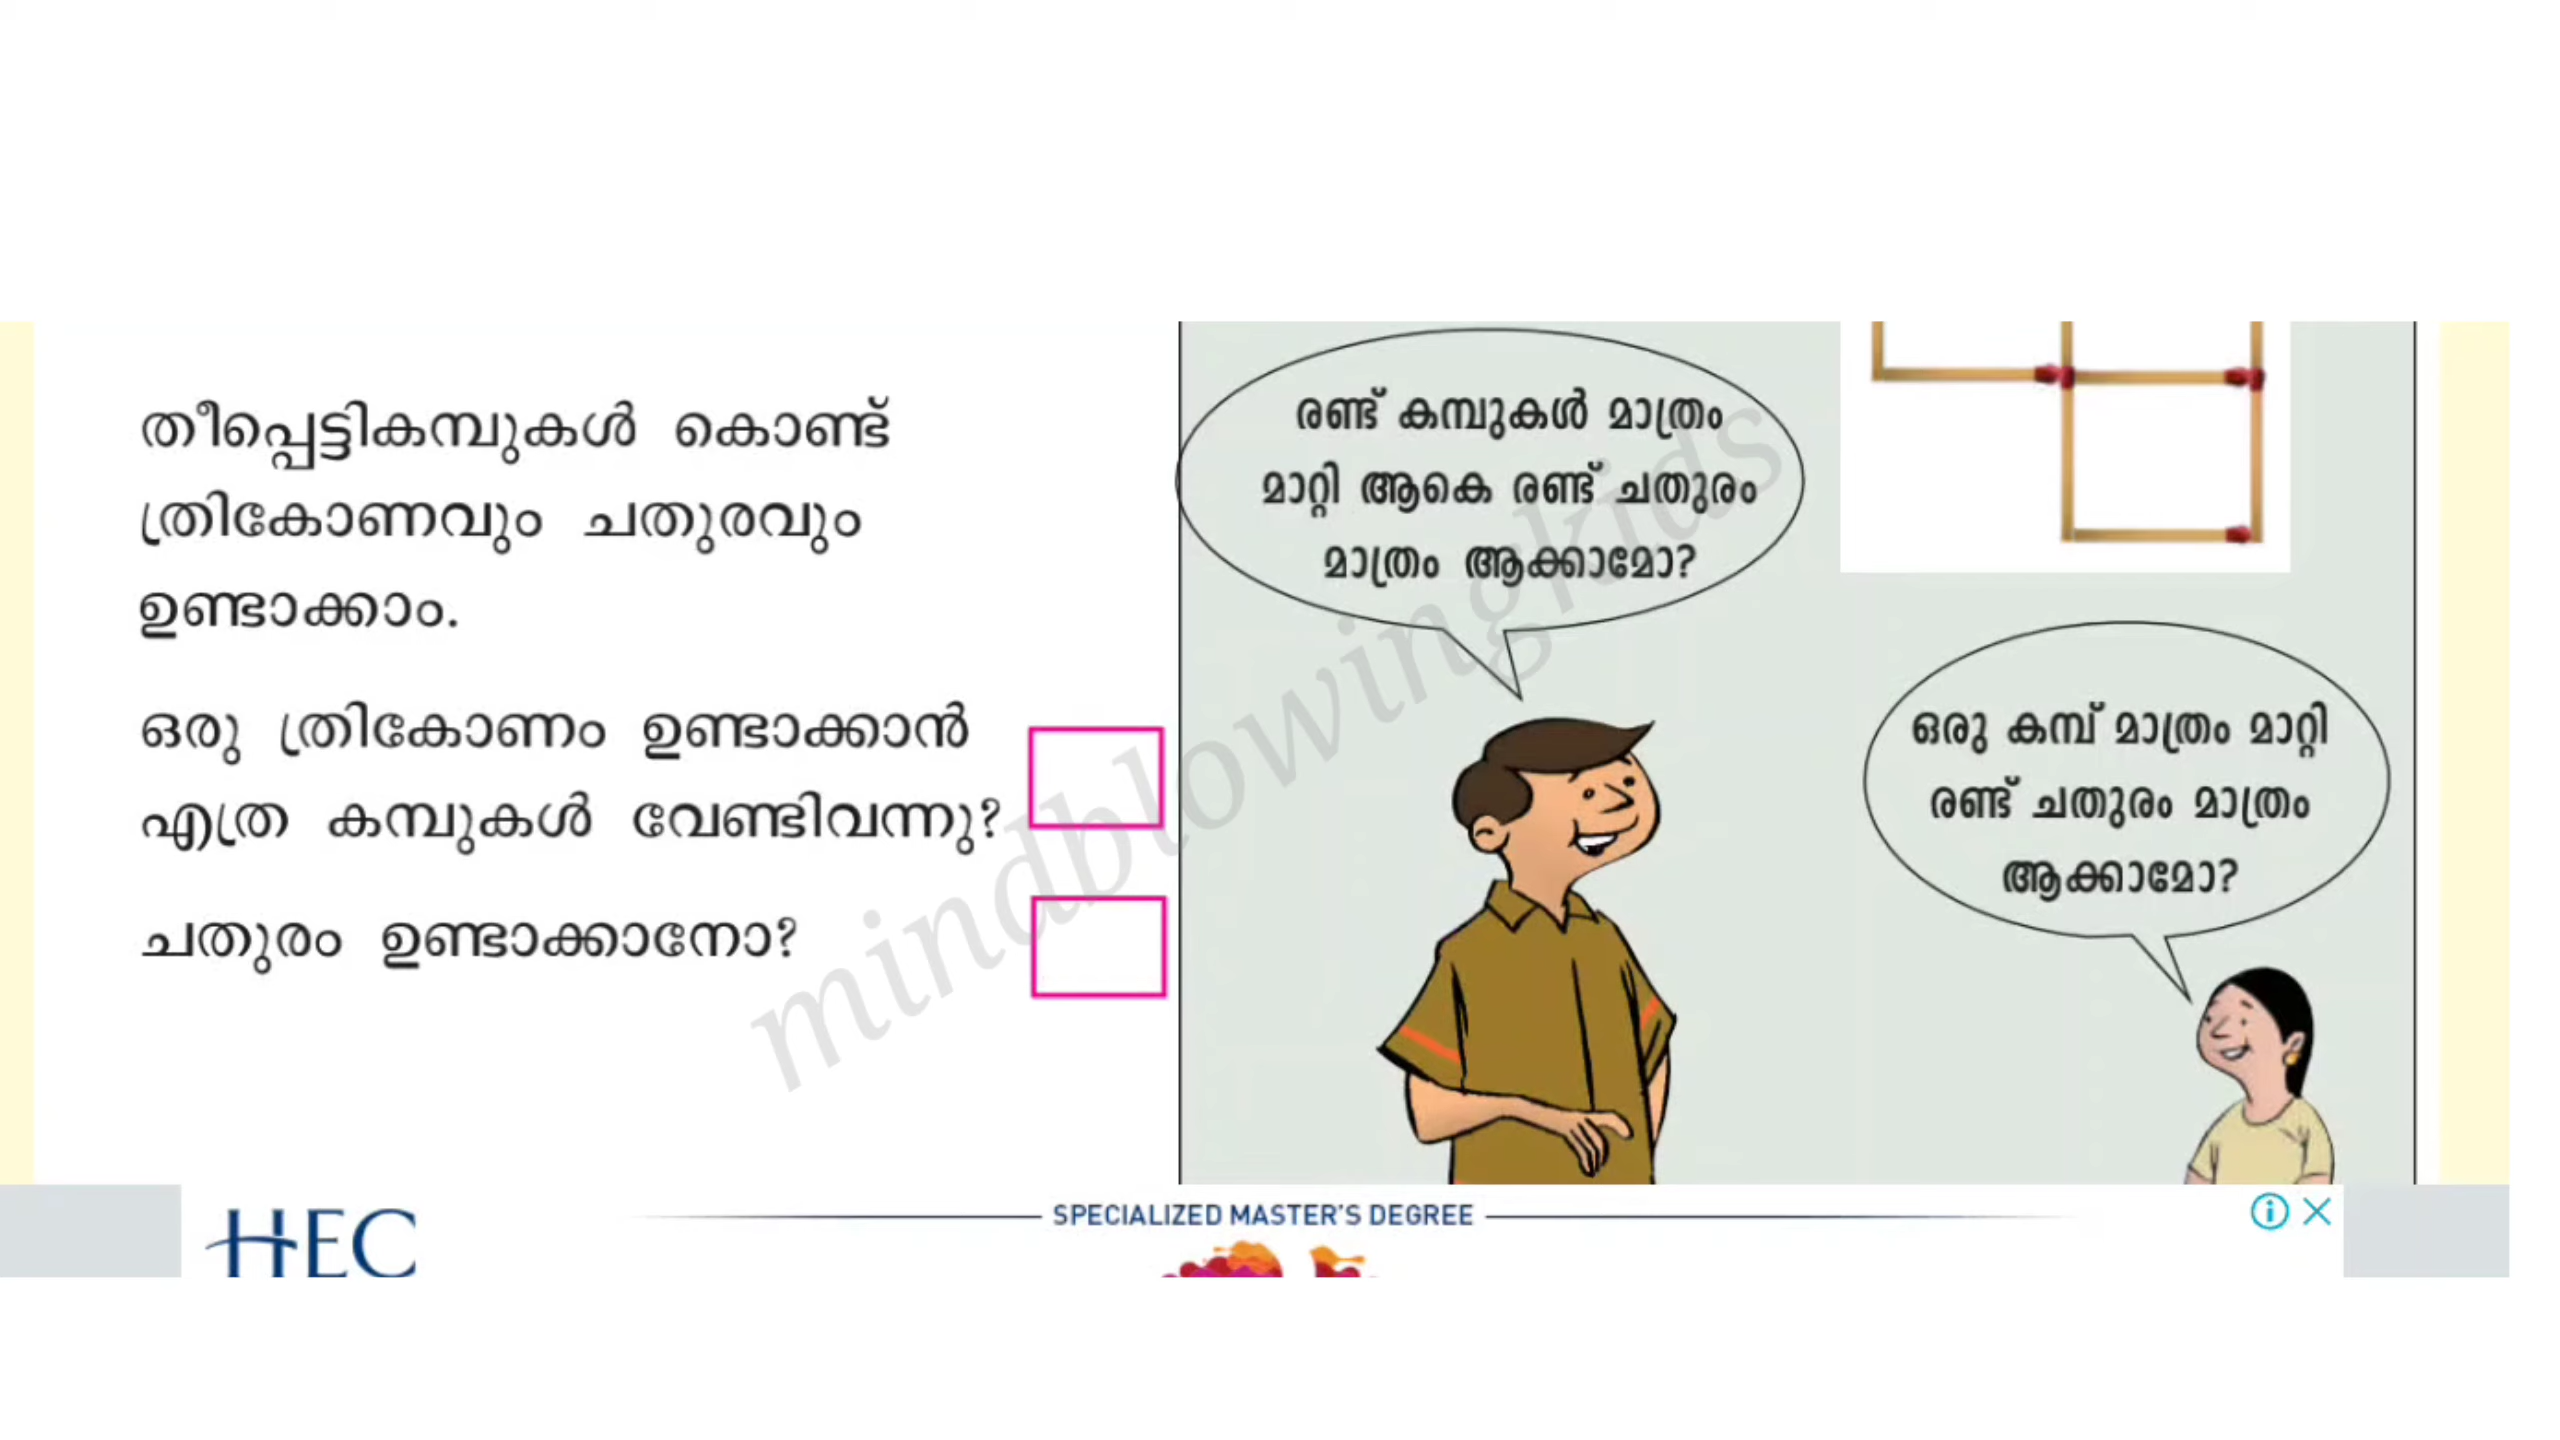 തീപ്പെട്ടികമ്പുകൾ കൊണ്ട്
ത്രികോണവും ചതുരവും
ഉണ്ടാക്കാം.
ഒരു ത്രികോണം ഉണ്ടാക്കാൻ
എത്ര കമ്പുകൾ വേണ്ടിവന്നു?
ചതുരം ഉണ്ടാക്കാനോ?
രണ്ട് കമ്പുകൾ മാത്രം
മാറ്റി ആകെ രണ്ട് ചതുരം
മാത്രം ആക്കാമോ?
ഒരു കമ്പ് മാത്രം മാറ്റി
രണ്ട് ചതുരം മാത്രം
ആക്കാമോ?
mindblowingkids
HEC
SPECIALIZED MASTER'S DEGREE